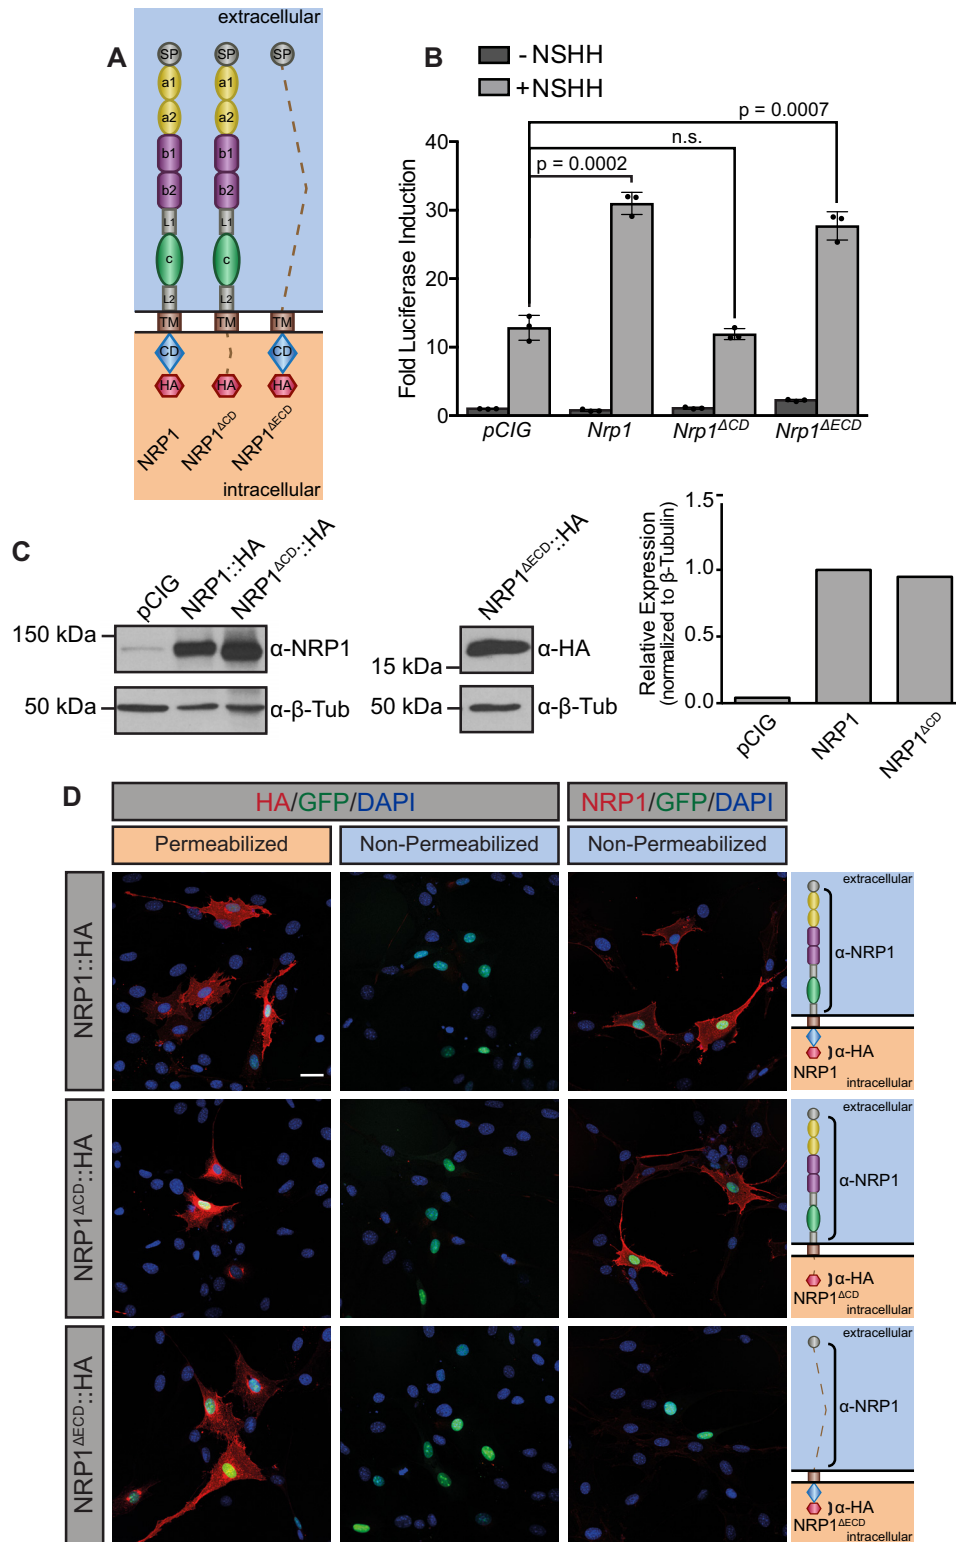 A
extracellular
SP SP SP
a1 a1
a2 a2
b1 b1
b2 b2
L1 L1
c c
L2 L2
TM TM TM
CD CD
HA HA HA
NRP1 NRP1ΔCD NRP1ΔECD
intracellular
B
- NSHH
+NSHH
p = 0.0007
n.s.
p = 0.0002
Fold Luciferase Induction
40
30
20
10
0
pCIG Nrp1 Nrp1ΔCD Nrp1ΔECD
C
pCIG NRP1::HA NRP1ΔCD::HA
150 kDa α-NRP1
50 kDa α-β-Tub
NRP1ΔECD::HA
15 kDa α-HA
50 kDa α-β-Tub
Relative Expression
(normalized to β-Tubulin)
1.5
1.0
0.5
0.0
pCIG NRP1 NRP1ΔCD
D
HA/GFP/DAPI NRP1/GFP/DAPI
Permeabilized Non-Permeabilized Non-Permeabilized
NRP1::HA
extracellular
α-NRP1
α-HA
NRP1
intracellular
NRP1ΔCD::HA
extracellular
α-NRP1
α-HA
NRP1ΔCD
intracellular
NRP1ΔECD::HA
extracellular
α-NRP1
α-HA
NRP1ΔECD
intracellular